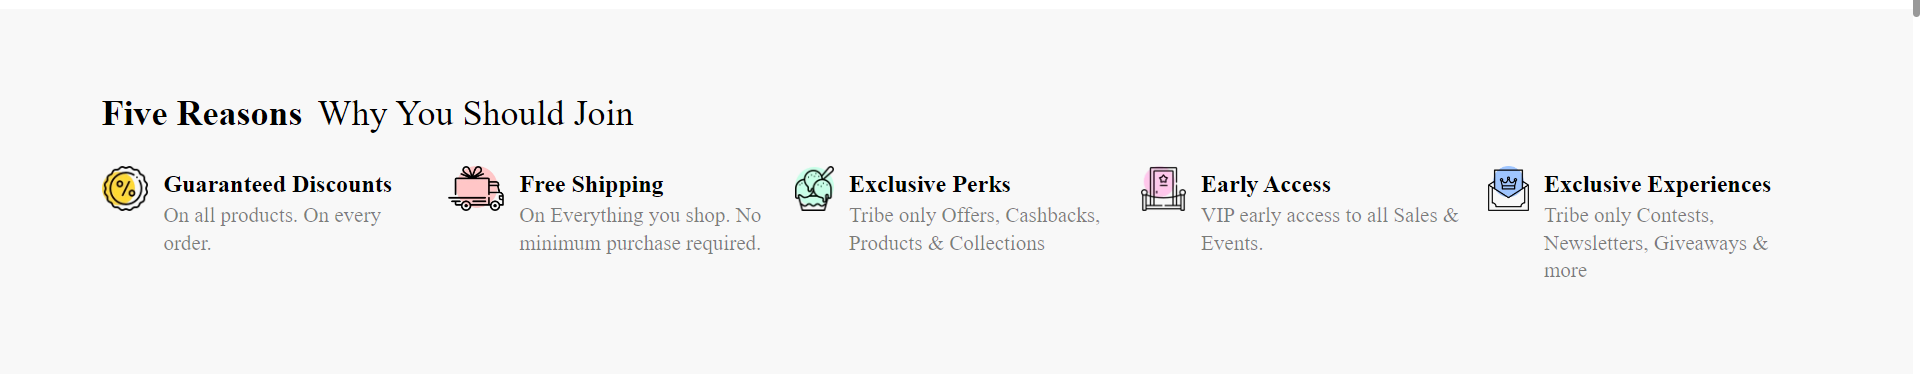 Five Reasons Why You Should Join
Guaranteed Discounts
On all products. On every
order.
Free Shipping
On Everything you shop. No
minimum purchase required.
Exclusive Perks
Tribe only Offers, Cashbacks,
Products & Collections
Early Access
VIP early access to all Sales &
Events.
Exclusive Experiences
Tribe only Contests,
Newsletters, Giveaways &
more